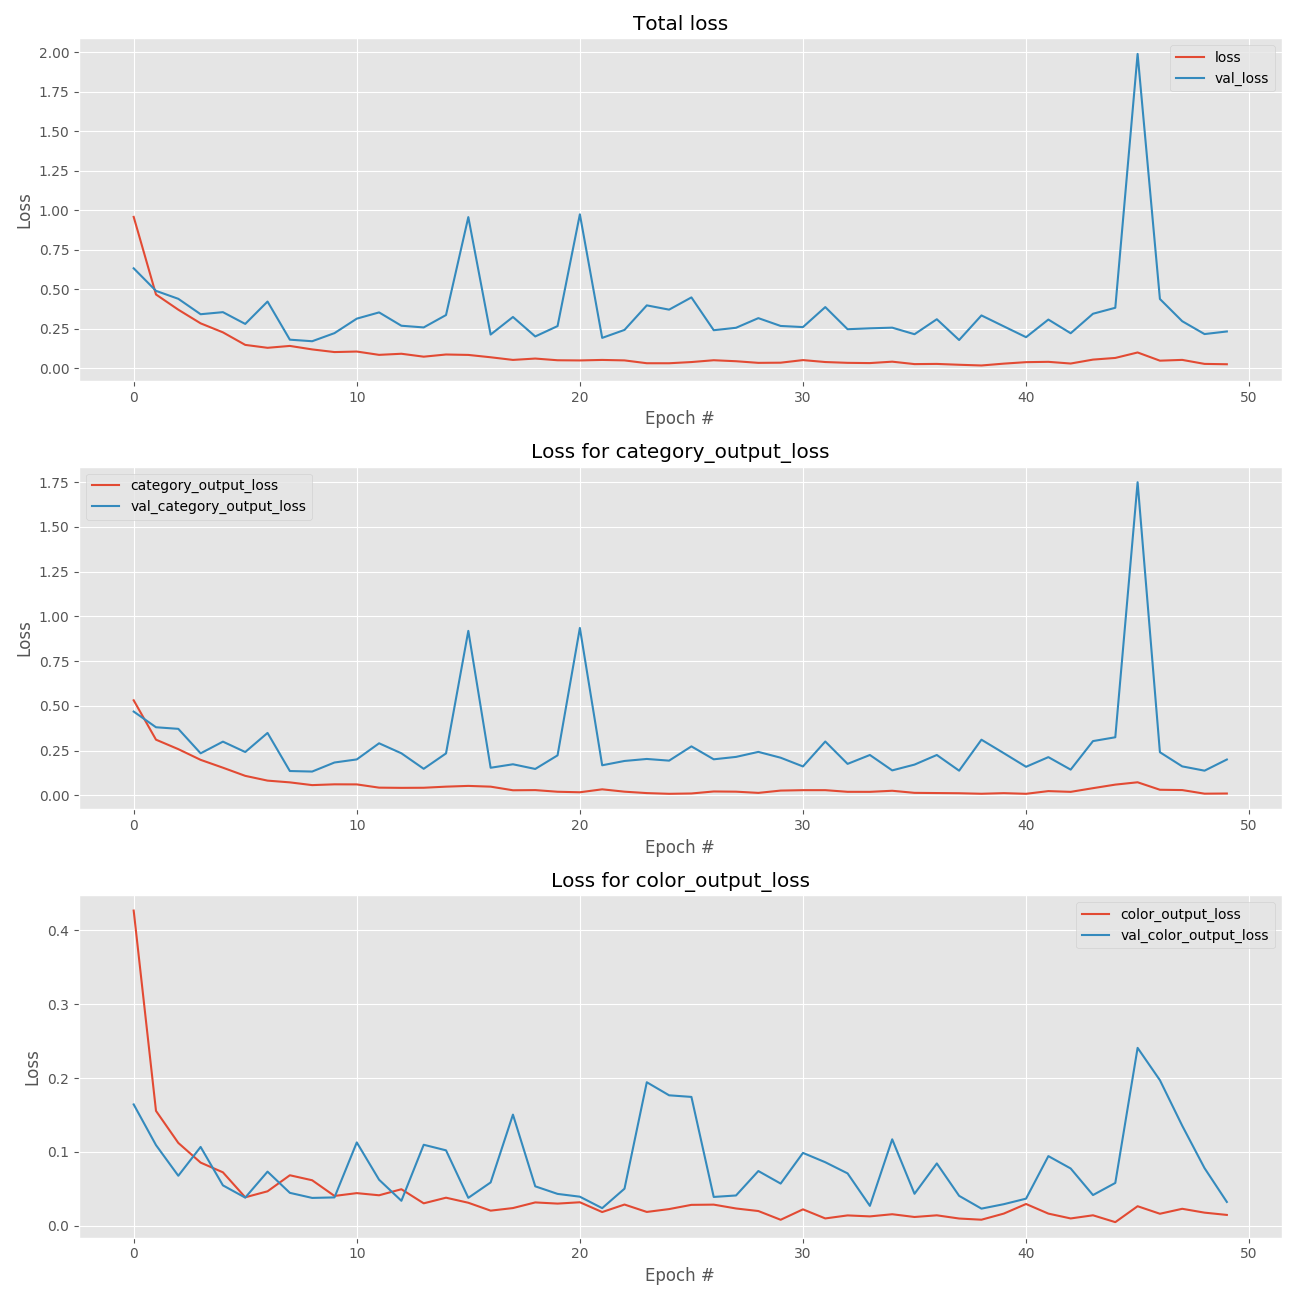 Total loss
2.00
1.75
1.50
1.25
1.00
0.75
0.50
0.25
0.00
Loss
loss
val_loss
0 10 20 30 40 50
Epoch #
Loss for category_output_loss
1.75
1.50
1.25
1.00
0.75
0.50
0.25
0.00
Loss
category_output_loss
val_category_output_loss
0 10 20 30 40 50
Epoch #
Loss for color_output_loss
0.4
0.3
0.2
0.1
0.0
Loss
color_output_loss
val_color_output_loss
0 10 20 30 40 50
Epoch #